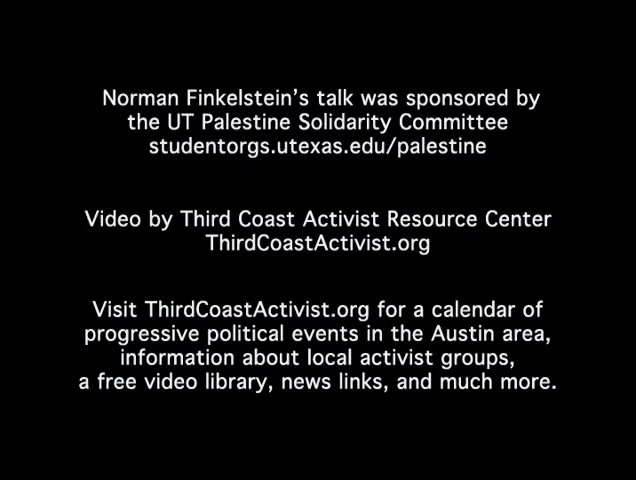 Norman Finkelstein's talk was sponsored by
the UT Palestine Solidarity Committee
studentorgs.utexas.edu/palestine
Video by Third Coast Activist Resource Center
ThirdCoastActivist.org
Visit ThirdCoastActivist.org for a calendar of
progressive political events in the Austin area,
information about local activist groups,
a free video library, news links, and much more.